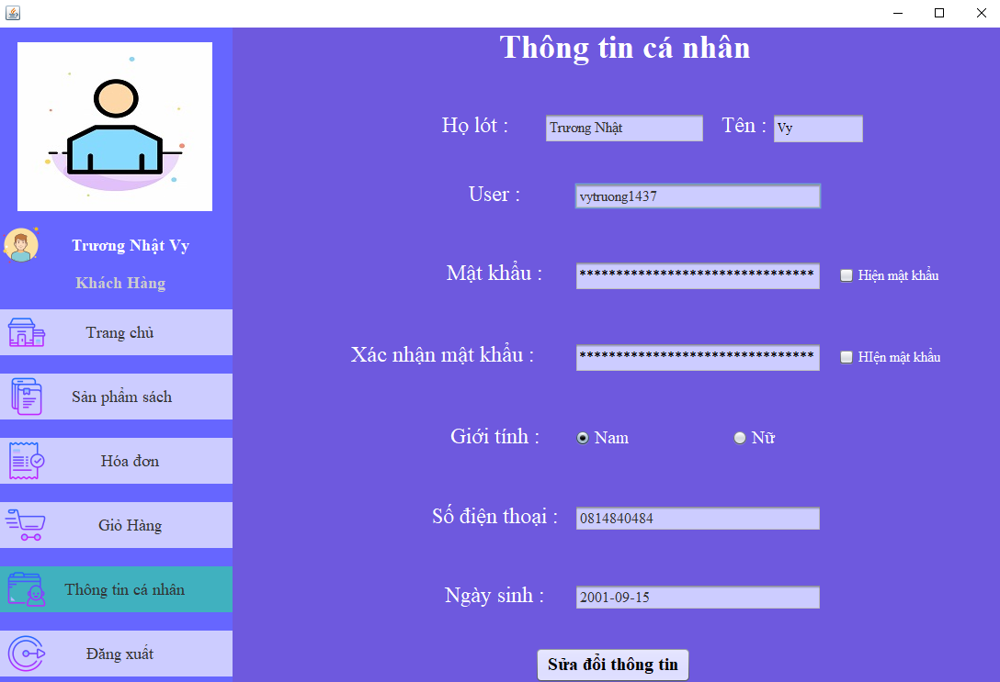 Thông tin cá nhân
Trương Nhật Vy
Khách Hàng
Trang chủ
Sản phẩm sách
Hóa đơn
Giỏ Hàng
Thông tin cá nhân
Đăng xuất
Họ lót : Trương Nhật Tên : Vy
User : vytruong1437
Mật khẩu : ******************************** Hiện mật khẩu
Xác nhận mật khẩu : ******************************** HIện mật khẩu
Giới tính : Nam Nữ
Số điện thoại : 0814840484
Ngày sinh : 2001-09-15
Sửa đổi thông tin